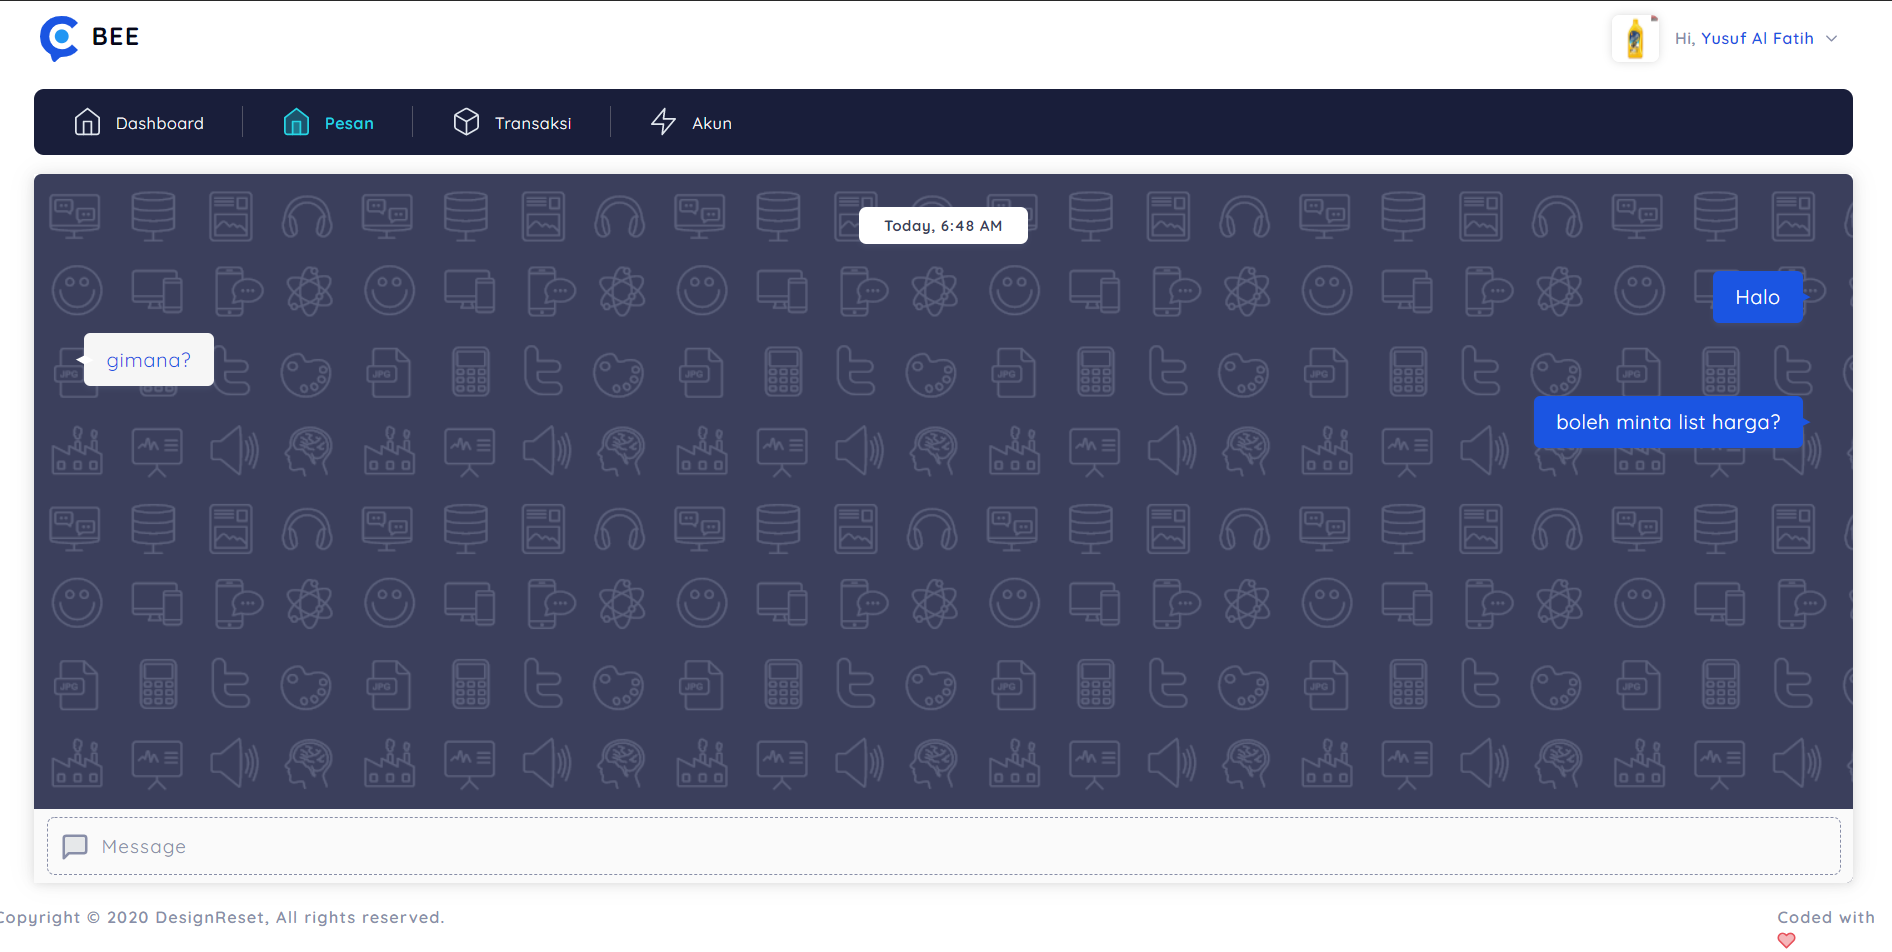 BEE
Hi, Yusuf Al Fatih
Dashboard
Pesan
Transaksi
Akun
Today, 6:48 AM
Halo
gimana?
boleh minta list harga?
Message
Copyright © 2020 DesignReset, All rights reserved.
Coded with